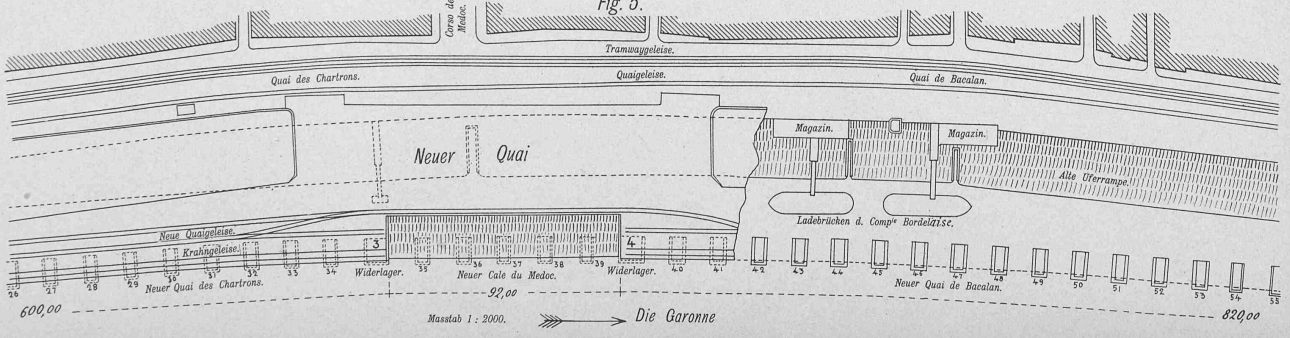 Fig. 5.
Corso de
Medoc.
Tramwaygeleise.
Quai des Chartrons.
Quaigeleise.
Quai de Bacalan.
Magazin.
Magazin.
Neuer Quai
Alte Uferrampe.
Ladebrücken d. Compie Bordelaise.
Neue Quaigeleise.
Krahngeleise.
3
4
26 27 28 29 30 31 32 33 34 Widerlager. 35 36 37 38 39 Widerlager. 40 41 42 43 44 45 46 47 48 49 50 51 52 53 54 55
Neuer Quai des Chartrons.
Neuer Cale du Medoc.
Neuer Quai de Bacalan.
600,00
92,00
820,00
Masstab 1 : 2000.
Die Garonne